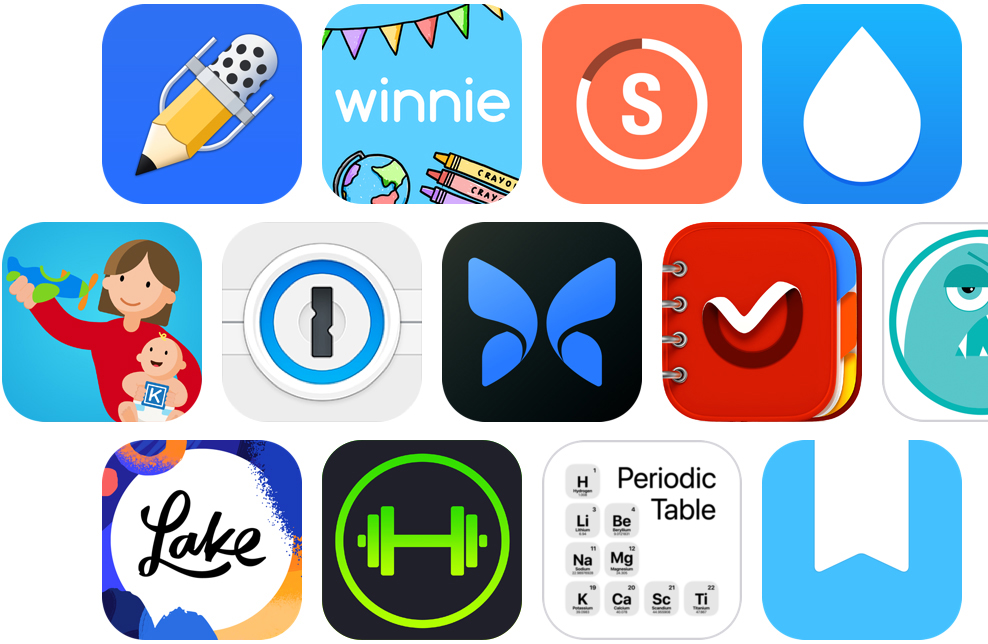 winnie
CRAYO
CRAYO
S
K
Lake
Periodic
Table
1
H
Hydrogen
3
Li
Lithium
4
Be
Beryllium
11
Na
Sodium
12
Mg
Magnesium
19
K
Potassium
20
Ca
Calcium
21
Sc
Scandium
22
Ti
Titanium